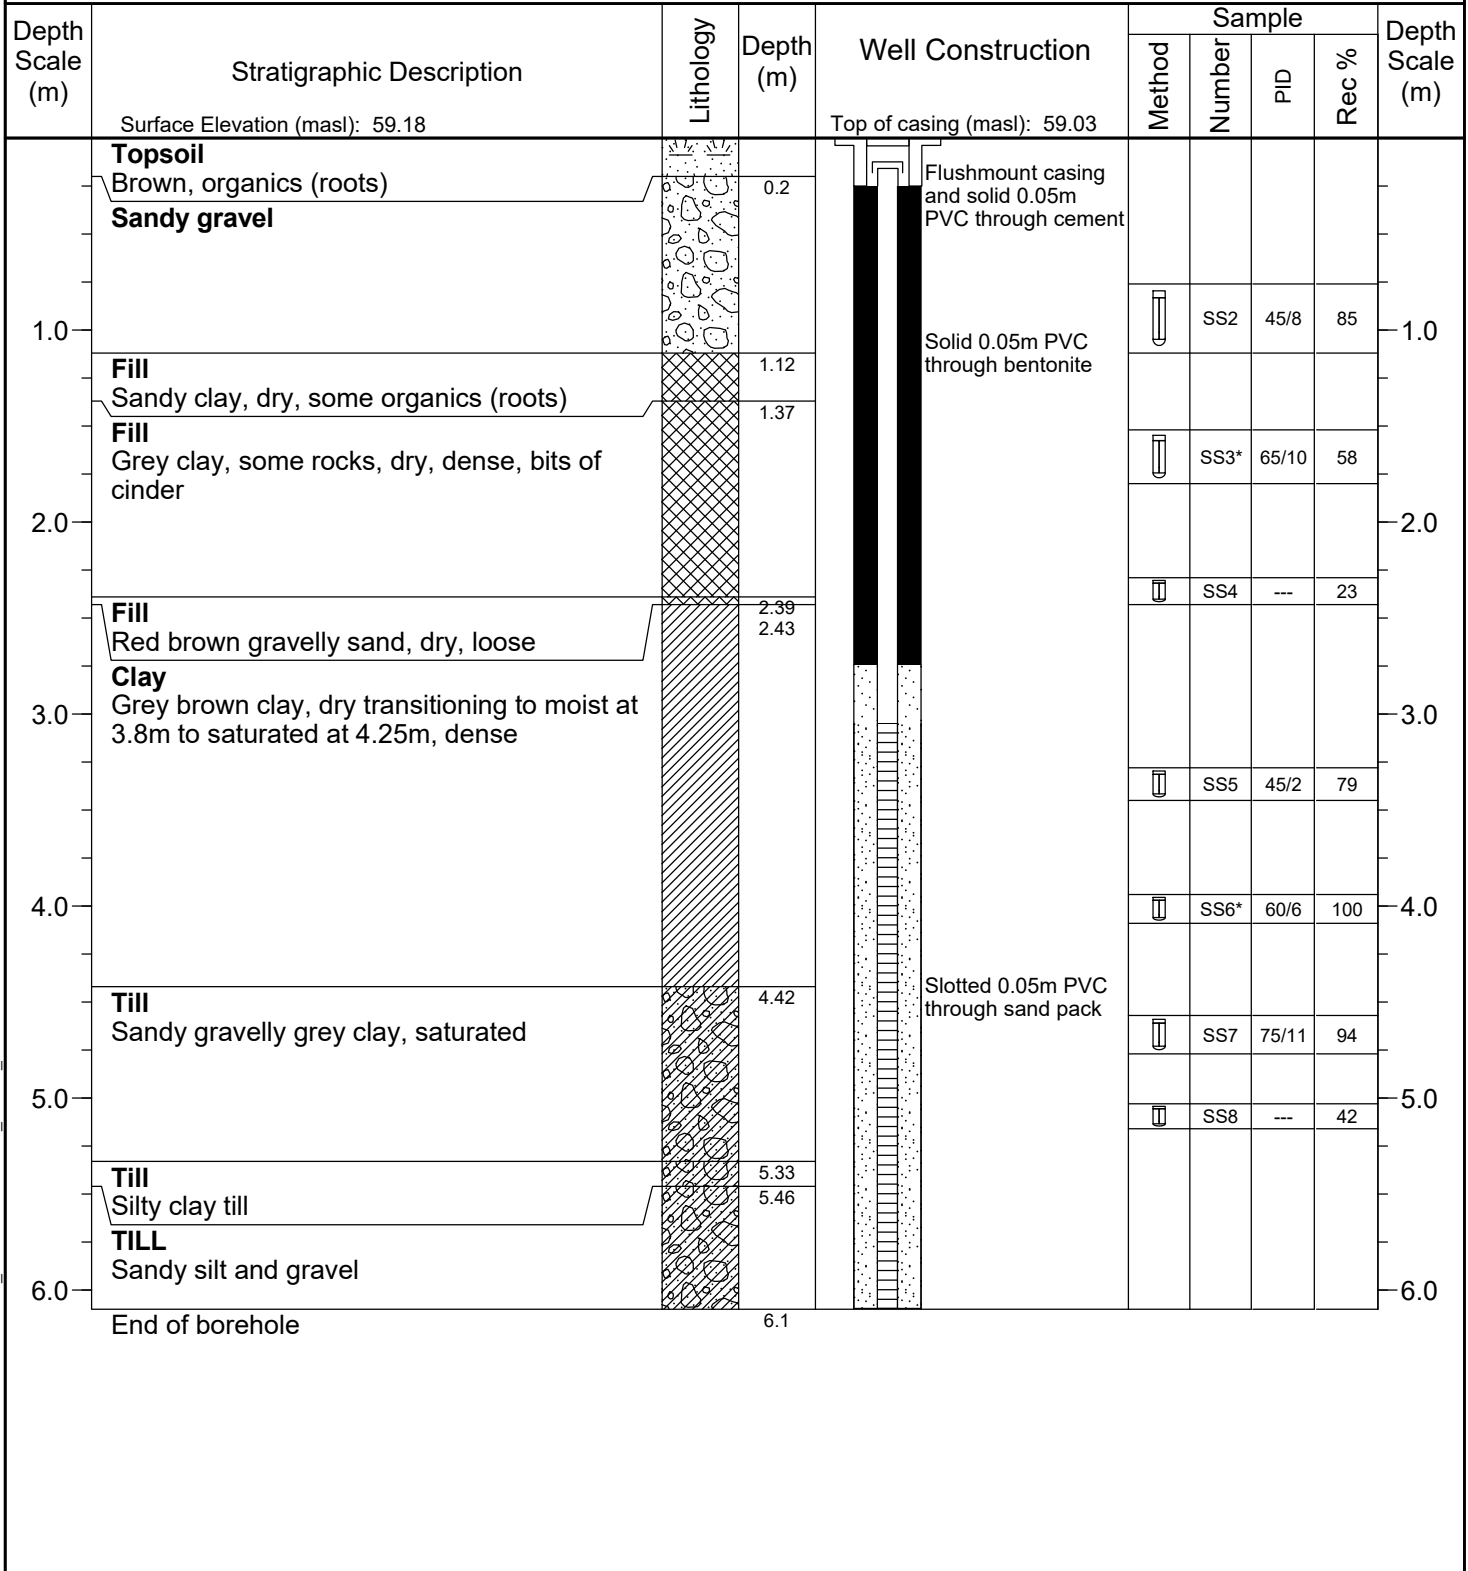 Depth
Scale
(m)
Stratigraphic Description
Surface Elevation (masl): 59.18
Lithology
Depth
(m)
Well Construction
Top of casing (masl): 59.03
Sample
Method
Number
PID
Rec %
Depth
Scale
(m)
Topsoil
Brown, organics (roots)
0.2
Flushmount casing
and solid 0.05m
PVC through cement
Sandy gravel
SS2 45/8 85
1.0
1.0
Solid 0.05m PVC
through bentonite
Fill
1.12
Sandy clay, dry, some organics (roots)
1.37
Fill
Grey clay, some rocks, dry, dense, bits of
cinder
SS3* 65/10 58
2.0
2.0
SS4 --- 23
Fill
2.39
Red brown gravelly sand, dry, loose
2.43
Clay
Grey brown clay, dry transitioning to moist at
3.8m to saturated at 4.25m, dense
3.0
3.0
SS5 45/2 79
4.0
SS6* 60/6 100
4.0
Till
4.42
Sandy gravelly grey clay, saturated
Slotted 0.05m PVC
through sand pack
SS7 75/11 94
5.0
5.0
SS8 --- 42
Till
5.33
Silty clay till
5.46
TILL
Sandy silt and gravel
6.0
6.0
End of borehole
6.1